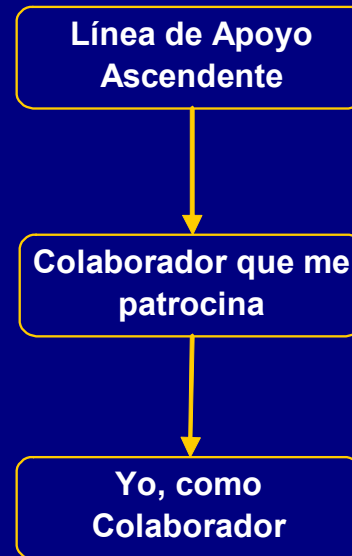 Línea de Apoyo
Ascendente
Colaborador que me
patrocina
Yo, como
Colaborador